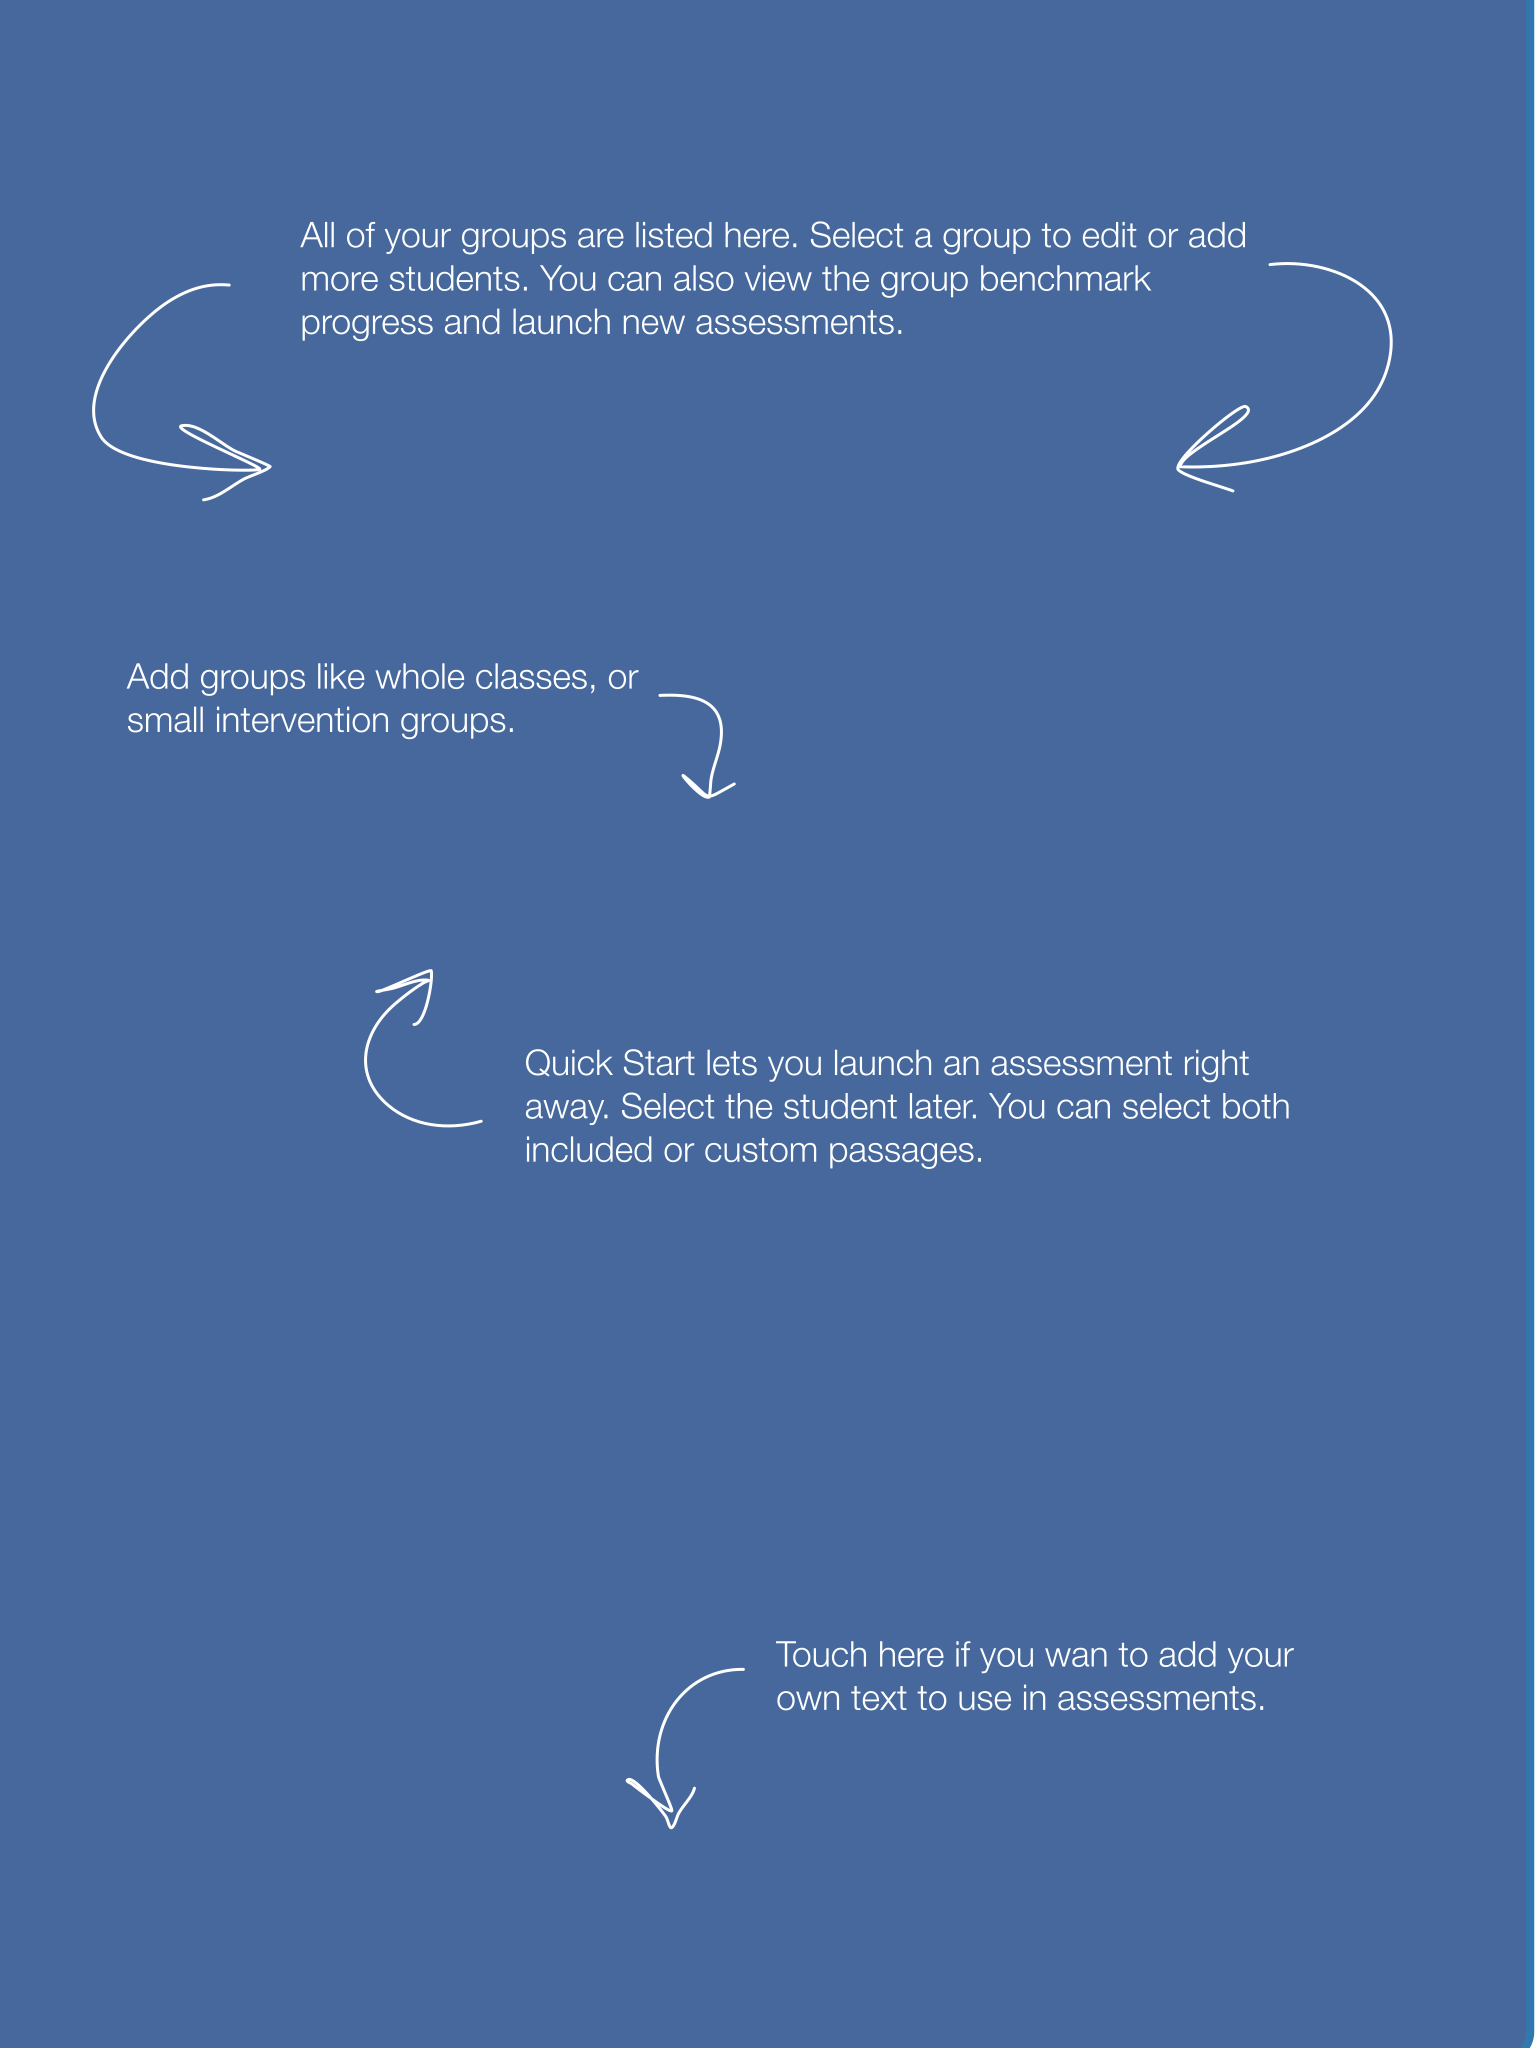 All of your groups are listed here. Select a group to edit or add
more students. You can also view the group benchmark
progress and launch new assessments.
Add groups like whole classes, or
small intervention groups.
Quick Start lets you launch an assessment right
away. Select the student later. You can select both
included or custom passages.
Touch here if you wan to add your
own text to use in assessments.